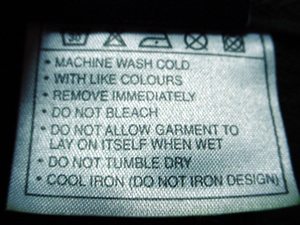 30
• MACHINE WASH COLD
• WITH LIKE COLOURS
• REMOVE IMMEDIATELY
• DO NOT BLEACH
• DO NOT ALLOW GARMENT TO
LAY ON ITSELF WHEN WET
• DO NOT TUMBLE DRY
• COOL IRON (DO NOT IRON DESIGN)